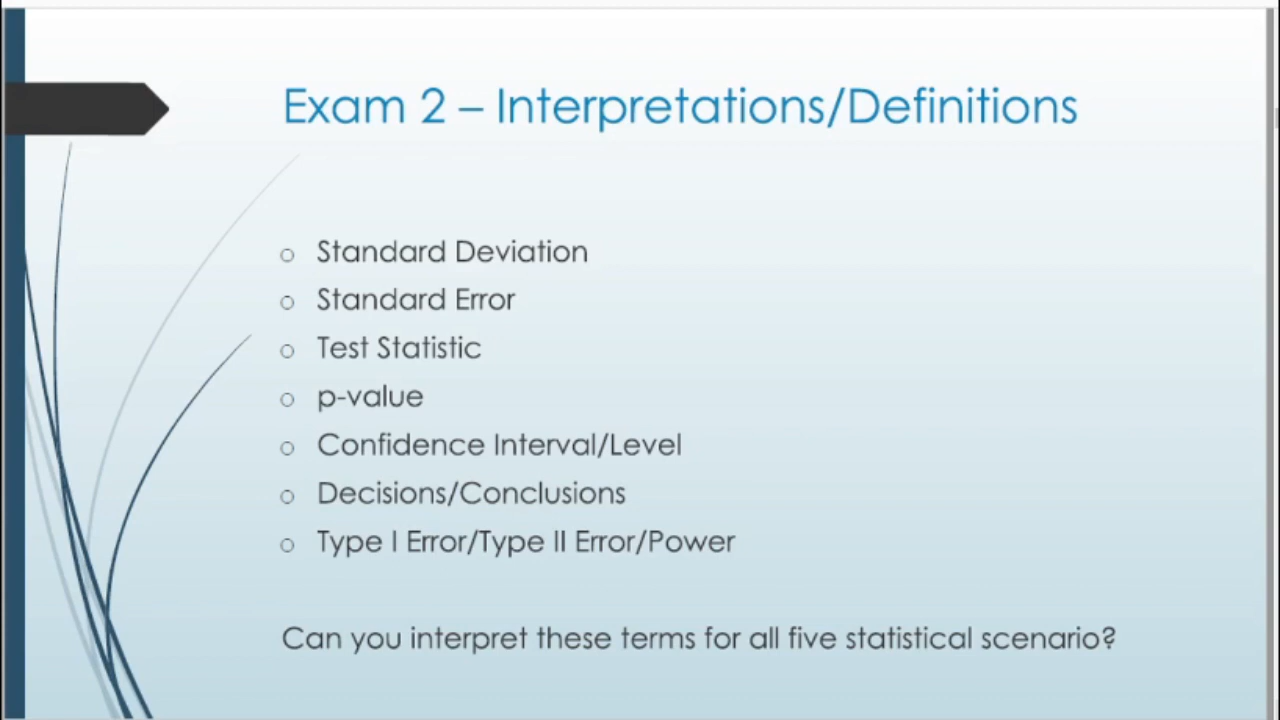 Exam 2 – Interpretations/Definitions
Standard Deviation
Standard Error
Test Statistic
p-value
Confidence Interval/Level
Decisions/Conclusions
Type I Error/Type II Error/Power
Can you interpret these terms for all five statistical scenario?